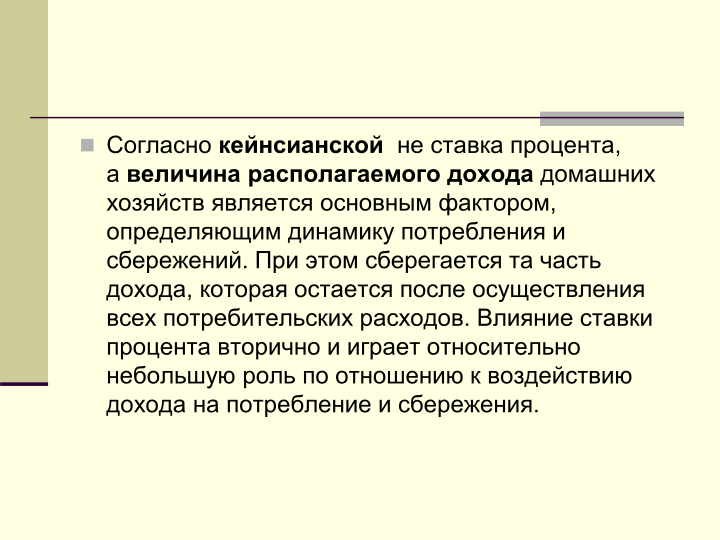 Согласно кейнсианской  не ставка процента,
а величина располагаемого дохода домашних
хозяйств является основным фактором,
определяющим динамику потребления и
сбережений. При этом сберегается та часть
дохода, которая остается после осуществления
всех потребительских расходов. Влияние ставки
процента вторично и играет относительно
небольшую роль по отношению к воздействию
дохода на потребление и сбережения.